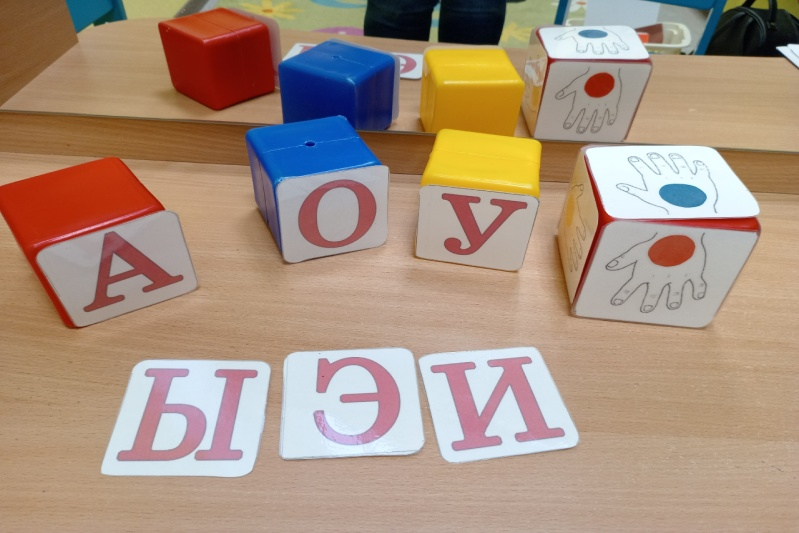 А О У
Ы Э И